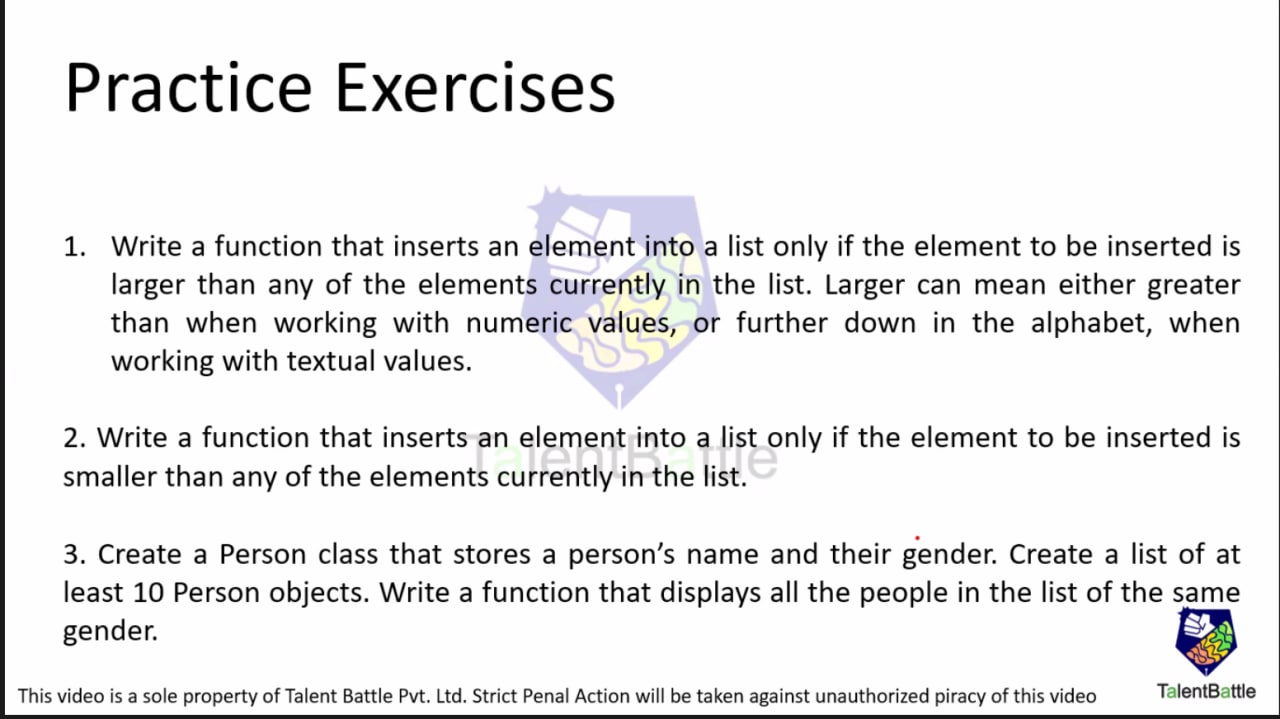 Practice Exercises
1. Write a function that inserts an element into a list only if the element to be inserted is
larger than any of the elements currently in the list. Larger can mean either greater
than when working with numeric values, or further down in the alphabet, when
working with textual values.
2. Write a function that inserts an element into a list only if the element to be inserted is
TalentBattle
smaller than any of the elements currently in the list.
3. Create a Person class that stores a person’s name and their gender. Create a list of at
least 10 Person objects. Write a function that displays all the people in the list of the same
gender.
TalentBattle
This video is a sole property of Talent Battle Pvt. Ltd. Strict Penal Action will be taken against unauthorized piracy of this video